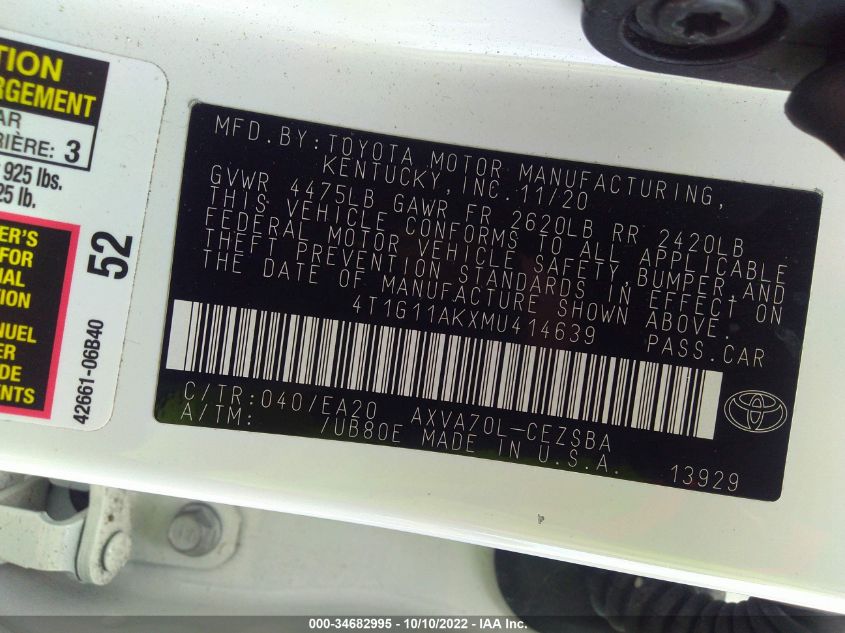 TION
RGEMENT
AR
RIÈRE: 3
925 lbs.
25 lb.
ER'S
FOR
NAL
TION
NUEL
ER
DE
ENTS
52
42661-06B40
MFD.BY:TOYOTA MOTOR MANUFACTURING,
KENTUCKY,INC.11/20
GVWR 4475LB GAWR FR 2620LB RR 2420LB
THIS VEHICLE CONFORMS TO ALL APPLICABLE
FEDERAL MOTOR VEHICLE SAFETY,BUMPER,AND
THEFT PREVENTION STANDARDS IN EFFECT ON
THE DATE OF MANUFACTURE SHOWN ABOVE.
4T1G11AKXMU414639 PASS.CAR
C/TR:040/EA20 AXVA70L-CEZSBA
A/TM: /UB80E MADE IN U.S.A. 13929
000-34682995 - 10/10/2022 - IAA Inc.